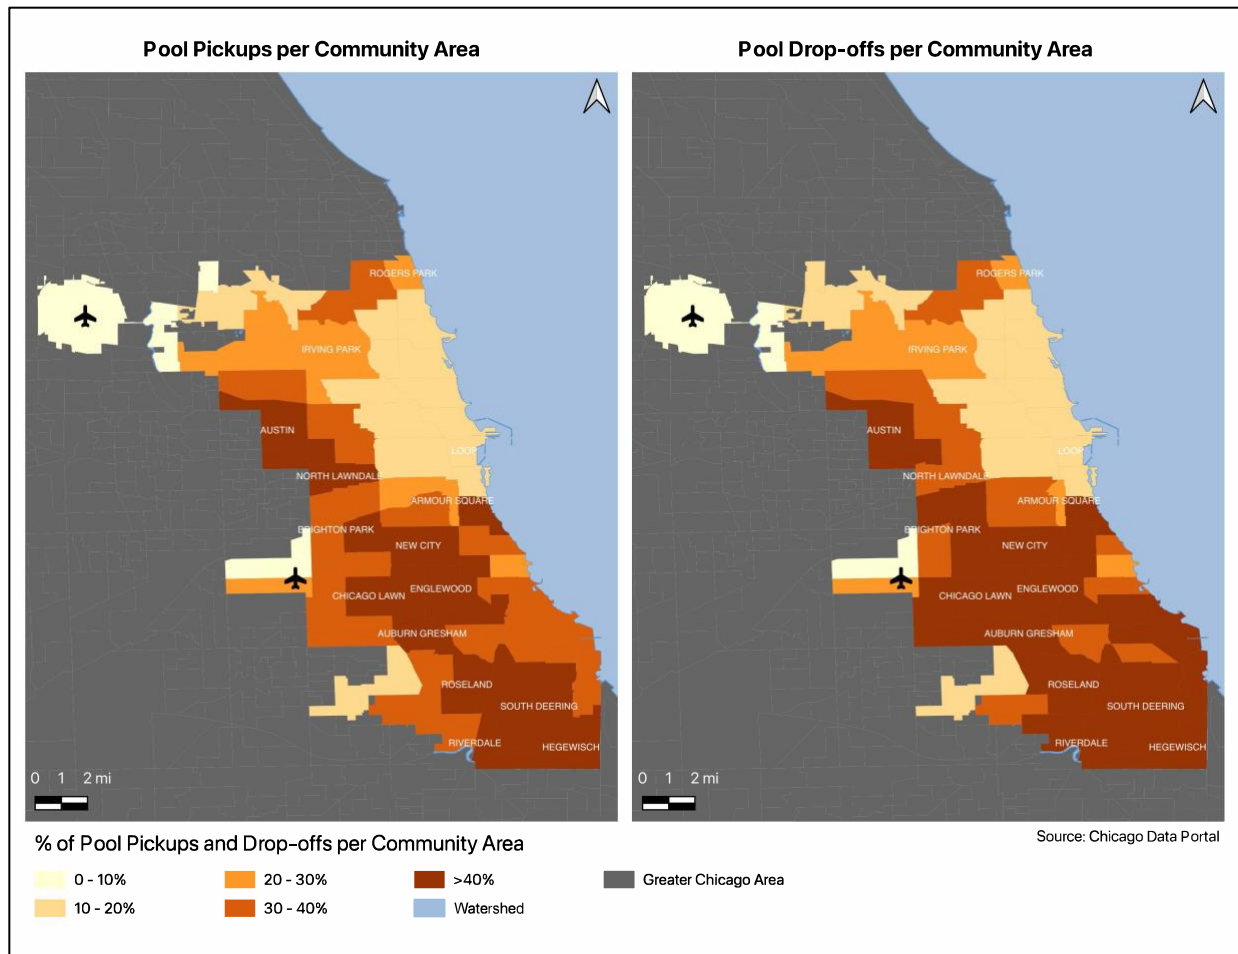 Pool Pickups per Community Area
ROGERS PARK
IRVING PARK
AUSTIN
LOOP
NORTH LAWNDALE
ARMOUR SQUARE
BRIGHTON PARK
NEW CITY
ENGLEWOOD
CHICAGO LAWN
AUBURN GRESHAM
ROSELAND
SOUTH DEERING
RIVERDALE
HEGEWISCH
0 1 2 mi
Pool Drop-offs per Community Area
ROGERS PARK
IRVING PARK
AUSTIN
LOOP
NORTH LAWNDALE
ARMOUR SQUARE
BRIGHTON PARK
NEW CITY
ENGLEWOOD
CHICAGO LAWN
AUBURN GRESHAM
ROSELAND
SOUTH DEERING
RIVERDALE
HEGEWISCH
0 1 2 mi
% of Pool Pickups and Drop-offs per Community Area
Source: Chicago Data Portal
0 - 10%
20 - 30%
>40%
Greater Chicago Area
10 - 20%
30 - 40%
Watershed